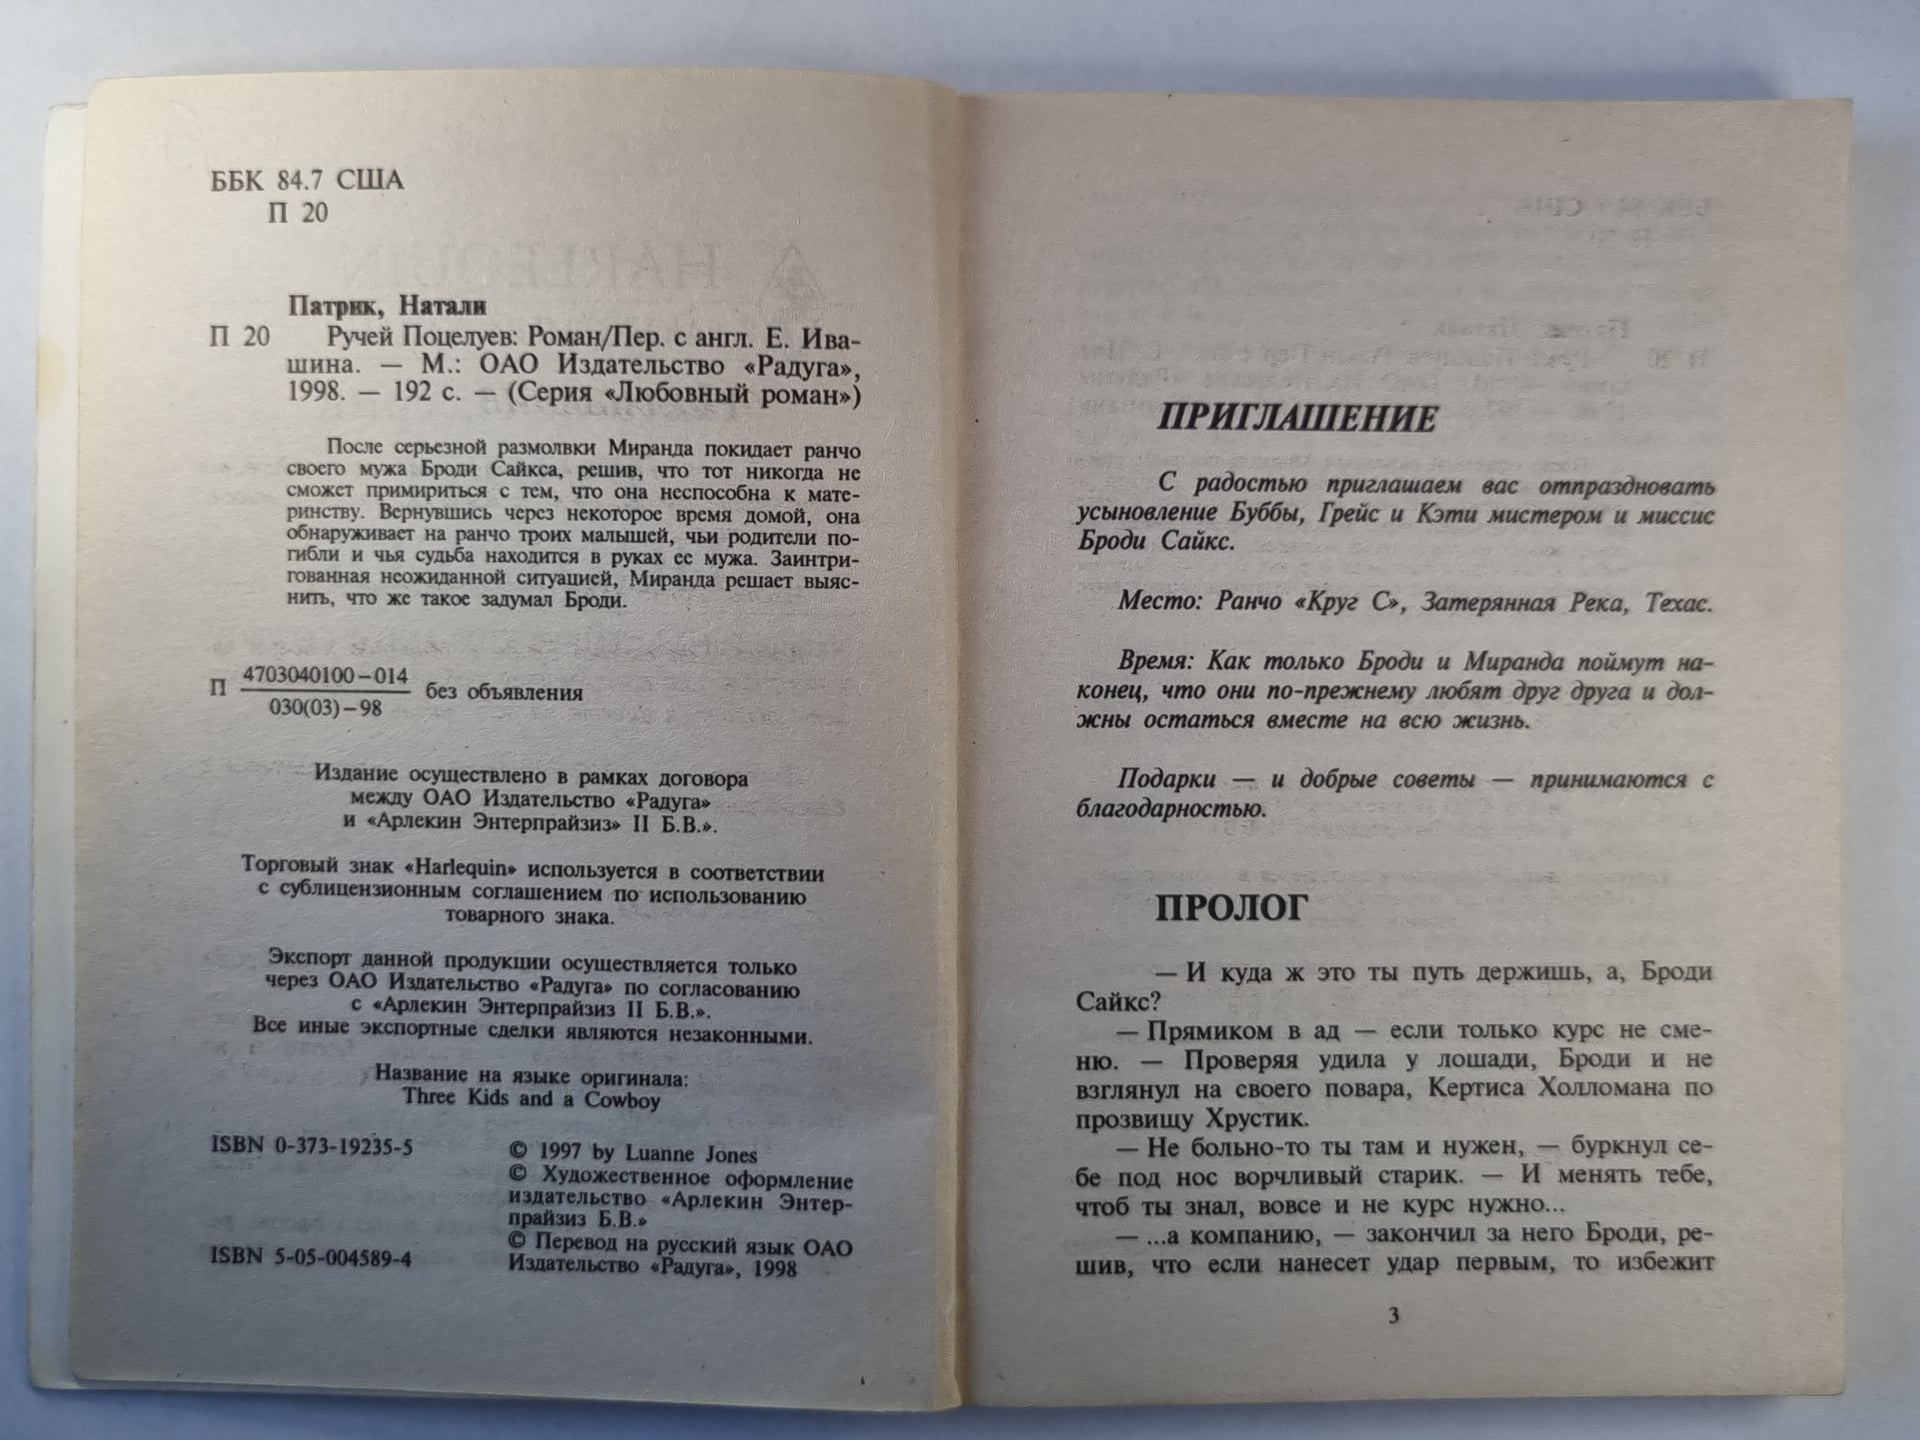 ББК 84.7 США
П 20
Патрик, Натали
П 20 Ручей Поцелуев: Роман/Пер. с англ. Е. Ива-
шина. — М.: ОАО Издательство «Радуга»,
1998. — 192 с. — (Серия «Любовный роман»)
После серьезной размолвки Миранда покидает ранчо
своего мужа Броди Сайкса, решив, что тот никогда не
сможет примириться с тем, что она неспособна к мате-
ринству. Вернувшись через некоторое время домой, она
обнаруживает на ранчо троих малышей, чьи родители по-
гибли и чья судьба находится в руках ее мужа. Заинтри-
гованная неожиданной ситуацией, Миранда решает выяс-
нить, что же такое задумал Броди.
П 4703040100–014
030(03)–98
без объявления
Издание осуществлено в рамках договора
между ОАО Издательство «Радуга»
и «Арлекин Энтерпрайзиз» II Б.В.».
Торговый знак «Harlequin» используется в соответствии
с сублицензионным соглашением по использованию
товарного знака.
Экспорт данной продукции осуществляется только
через ОАО Издательство «Радуга» по согласованию
с «Арлекин Энтерпрайзиз II Б.В.».
Все иные экспортные сделки являются незаконными.
Название на языке оригинала:
Three Kids and a Cowboy
ISBN 0-373-19235-5
© 1997 by Luanne Jones
© Художественное оформление
издательство «Арлекин Энтер-
прайзиз Б.В.»
© Перевод на русский язык ОАО
Издательство «Радуга», 1998
ISBN 5-05-004589-4
ПРИГЛАШЕНИЕ
С радостью приглашаем вас отпраздновать
усыновление Буббы, Грейс и Кэти мистером и миссис
Броди Сайкс.
Место: Ранчо «Круг С», Затерянная Река, Техас.
Время: Как только Броди и Миранда поймут на-
конец, что они по-прежнему любят друг друга и дол-
жны остаться вместе на всю жизнь.
Подарки — и добрые советы — принимаются с
благодарностью.
ПРОЛОГ
— И куда ж это ты путь держишь, а, Броди
Сайкс?
— Прямиком в ад — если только курс не сме-
ню. — Проверяя удила у лошади, Броди и не
взглянул на своего повара, Кертиса Холломана по
прозвищу Хрустик.
— Не больно-то ты там и нужен, — буркнул се-
бе под нос ворчливый старик. — И менять тебе,
чтоб ты знал, вовсе и не курс нужно...
— ...а компанию, — закончил за него Броди, ре-
шив, что если нанесет удар первым, то избежит
3